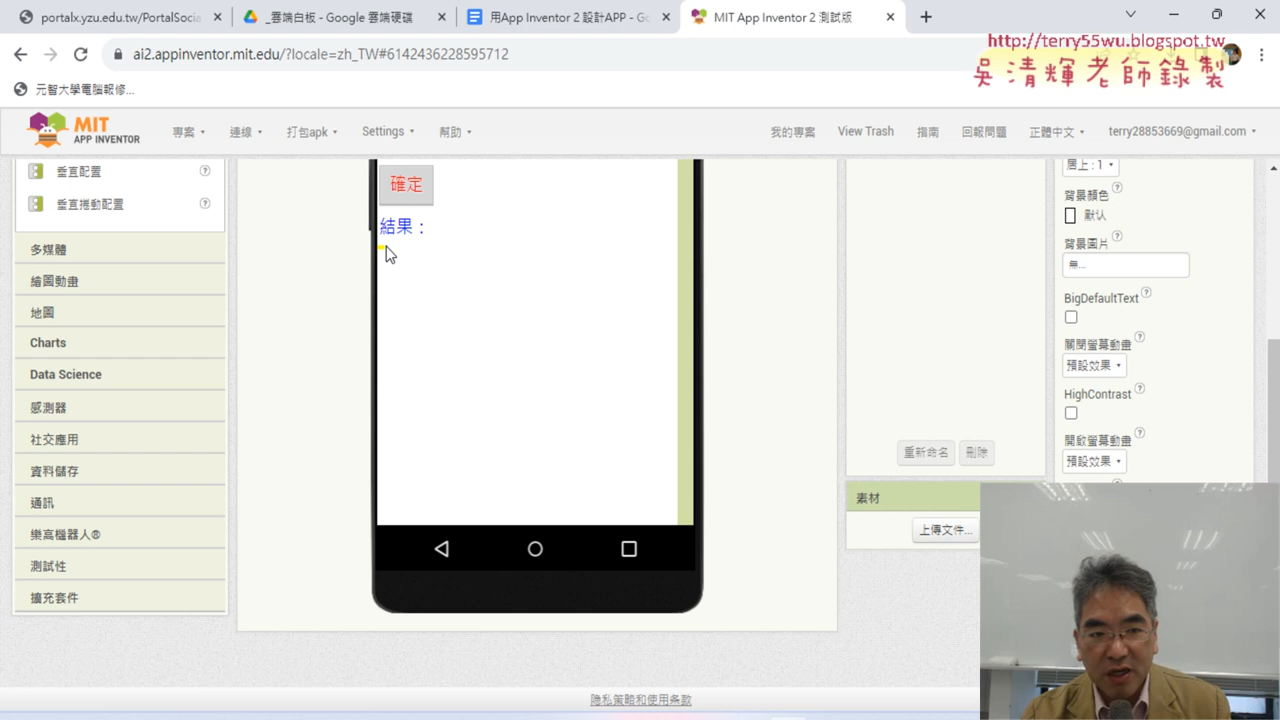 portalx.yzu.edu.tw/PortalSocia
_雲端白板 - Google 雲端硬碟
用App Inventor 2 設計APP - Go
MIT App Inventor 2 測試版
ai2.appinventor.mit.edu/?locale=zh_TW#6142436228595712
http://terry55wu.blogspot.tw
吳清輝老師錄製
元智大學電腦報修...
MIT
APP INVENTOR
專案
連線
打包apk
Settings
幫助
我的專案
View Trash
指南
回報問題
正體中文
terry28853669@gmail.com
垂直配置
垂直捲動配置
多媒體
繪圖動畫
地圖
Charts
Data Science
感測器
社交應用
資料儲存
通訊
樂高機器人®
測試性
擴充套件
確定
結果：
重新命名
刪除
素材
上傳文件...
居上 : 1
背景顏色
默认
背景圖片
無...
BigDefaultText
關閉螢幕動畫
預設效果
HighContrast
開啟螢幕動畫
預設效果
隐私策略和使用条款